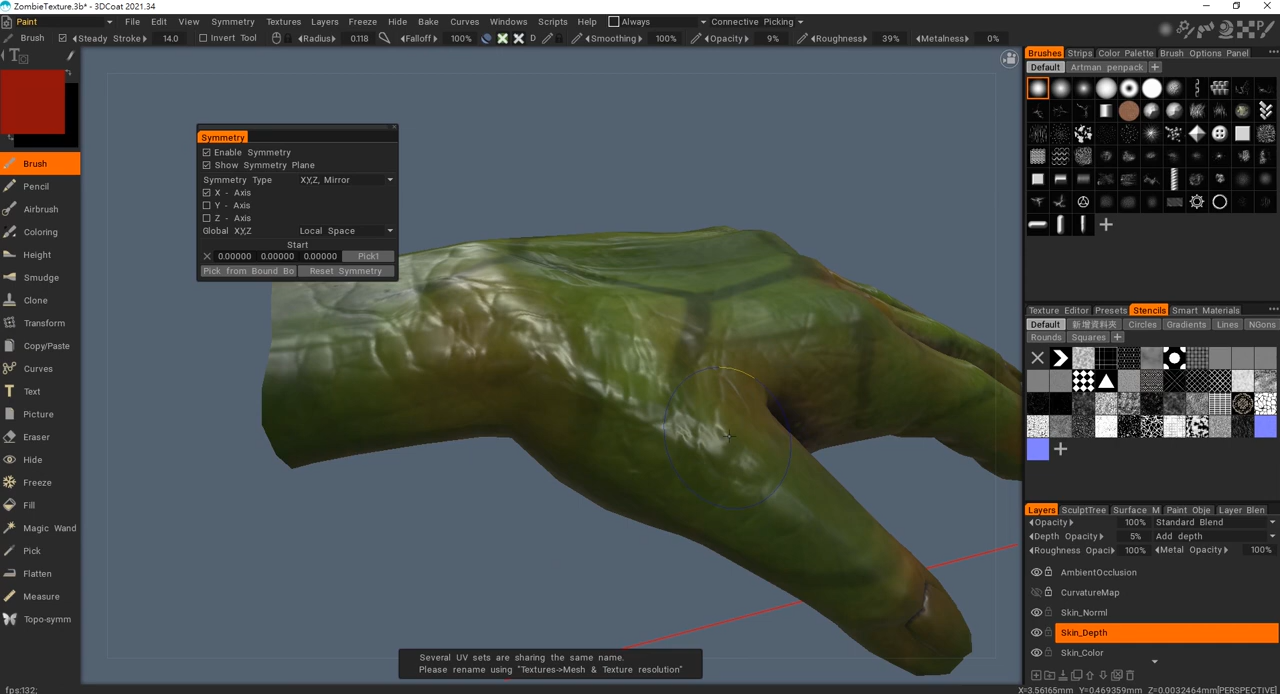 ZombieTexture.3b* - 3DCoat 2021.34
Paint File Edit View Symmetry Textures Layers Freeze Hide Bake Curves Windows Scripts Help Always Connective Picking
Brush Steady Stroke 14.0 Invert Tool Radius 0.118 Falloff 100% D Smoothing 100% Opacity 9% Roughness 39% Metalness 0%
Brush
Pencil
Airbrush
Coloring
Height
Smudge
Clone
Transform
Copy/Paste
Curves
Text
Picture
Eraser
Hide
Freeze
Fill
Magic Wand
Pick
Flatten
Measure
Topo-symm
fps:132;
Symmetry
Enable Symmetry
Show Symmetry Plane
Symmetry Type X,Y,Z, Mirror
X - Axis
Y - Axis
Z - Axis
Global X,Y,Z Local Space
Start
0.00000 0.00000 0.00000 Pick1
Pick from Bound Bo Reset Symmetry
Several UV sets are sharing the same name.
Please rename using "Textures->Mesh & Texture resolution"
Brushes Strips Color Palette Brush Options Panel
Default Artman penpack
Texture Editor Presets Stencils Smart Materials
Default 新增資料夾 Circles Gradients Lines NGons
Rounds Squares
Layers SculptTree Surface M Paint Obje Layer Blen
Opacity 100% Standard Blend
Depth Opacity 5% Add depth
Roughness Opaci 100% Metal Opacity 100%
AmbientOcclusion
CurvatureMap
Skin_Norml
Skin_Depth
Skin_Color
X=3.56165mm Y=0.69359mm Z=0.0032464mm[PERSPECTIVE]